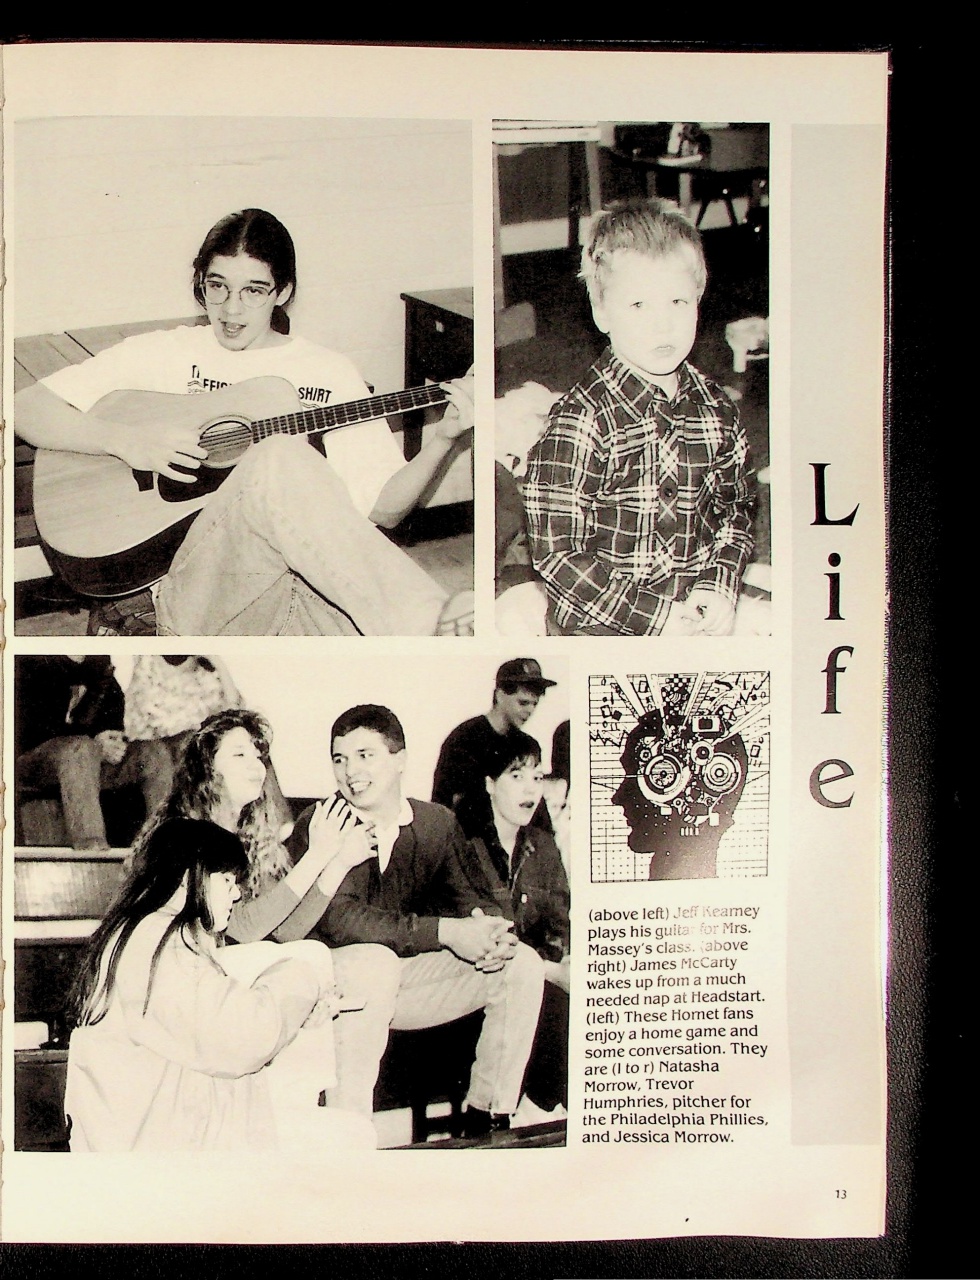 SHIRT
L
i
f
e
(above left) Jeff Kearney
plays his guitar for Mrs.
Massey's class. (above
right) James McCarty
wakes up from a much
needed nap at Headstart.
(left) These Hornet fans
enjoy a home game and
some conversation. They
are (l to r) Natasha
Morrow, Trevor
Humphries, pitcher for
the Philadelphia Phillies,
and Jessica Morrow.
13